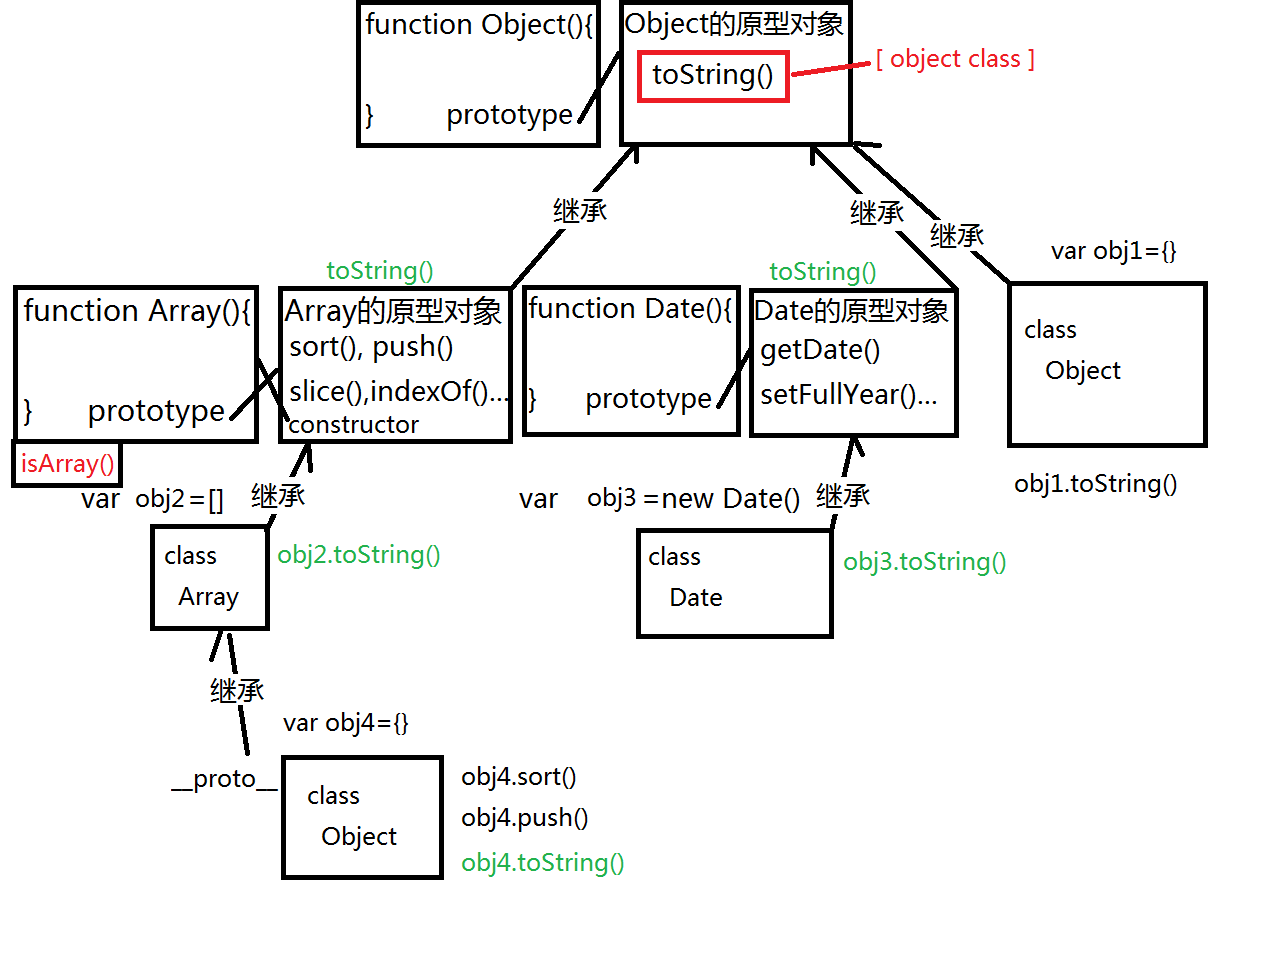 function Object(){
}
prototype
Object的原型对象
toString()
[ object class ]
继承
继承
继承
var obj1={}
class
Object
obj1.toString()
toString()
function Array(){
}
prototype
isArray()
Array的原型对象
sort(), push()
slice(),indexOf()...
constructor
toString()
function Date(){
}
prototype
Date的原型对象
getDate()
setFullYear()...
var obj2=[]
继承
class
Array
obj2.toString()
var obj3=new Date()
继承
class
Date
obj3.toString()
继承
var obj4={}
__proto__
class
Object
obj4.sort()
obj4.push()
obj4.toString()